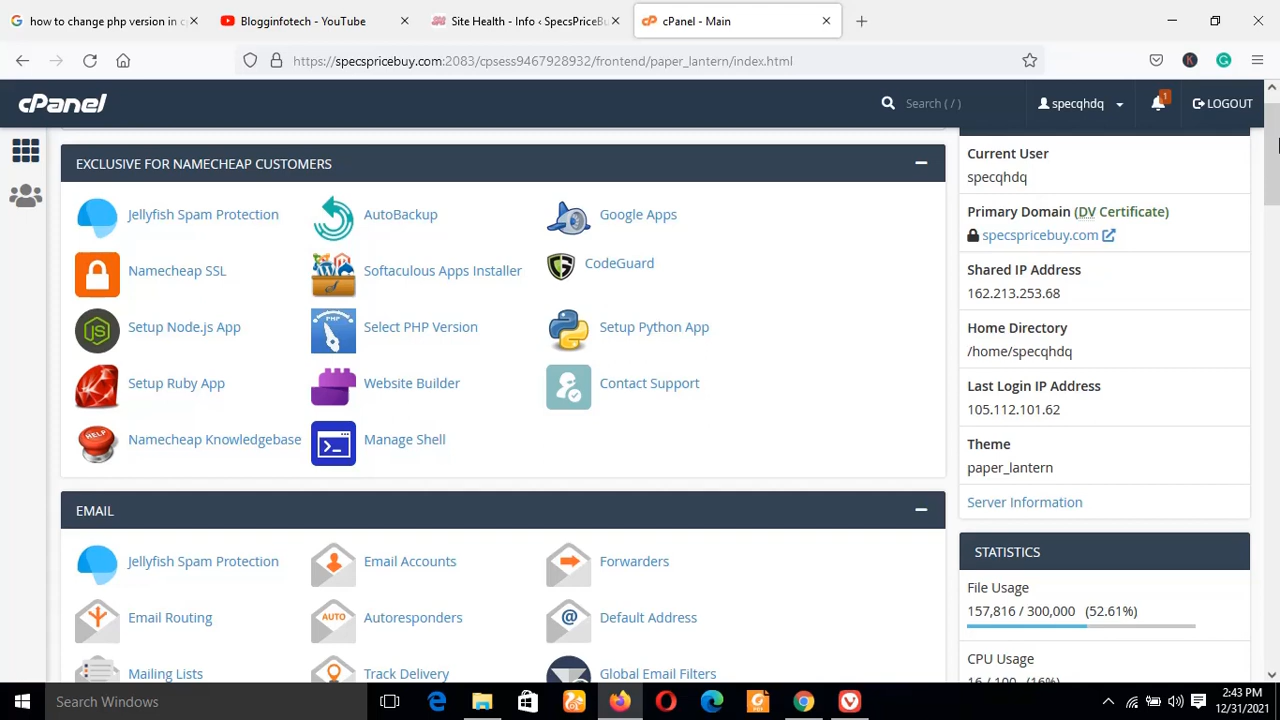 how to change php version in c
Blogginfotech - YouTube
Site Health - Info ‹ SpecsPriceBu
cPanel - Main
https://specspricebuy.com:2083/cpsess9467928932/frontend/paper_lantern/index.html
cPanel
Search ( / )
specqhdq
1
LOGOUT
EXCLUSIVE FOR NAMECHEAP CUSTOMERS
Jellyfish Spam Protection
AutoBackup
Google Apps
Namecheap SSL
Softaculous Apps Installer
CodeGuard
Setup Node.js App
Select PHP Version
Setup Python App
Setup Ruby App
Website Builder
Contact Support
Namecheap Knowledgebase
Manage Shell
EMAIL
Jellyfish Spam Protection
Email Accounts
Forwarders
Email Routing
Autoresponders
Default Address
Mailing Lists
Track Delivery
Global Email Filters
Current User
specqhdq
Primary Domain (DV Certificate)
specspricebuy.com
Shared IP Address
162.213.253.68
Home Directory
/home/specqhdq
Last Login IP Address
105.112.101.62
Theme
paper_lantern
Server Information
STATISTICS
File Usage
157,816 / 300,000 (52.61%)
CPU Usage
16 / 100 (16%)
Search Windows
2:43 PM
12/31/2021